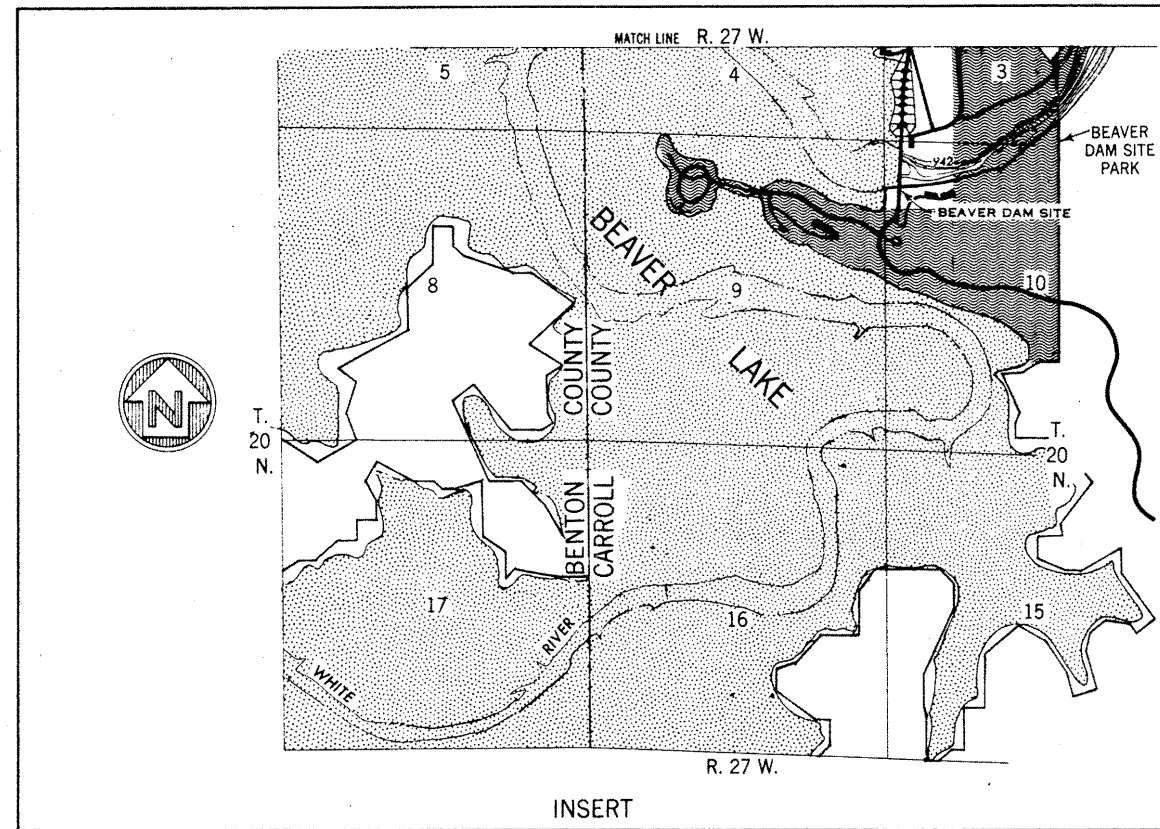 MATCH LINE R. 27 W.
5
4
3
942
BEAVER
DAM SITE
PARK
BEAVER DAM SITE
BEAVER
LAKE
8
9
10
COUNTY
COUNTY
N
T.
20
N.
T.
20
N.
BENTON
CARROLL
17
16
15
WHITE
RIVER
R. 27 W.
INSERT